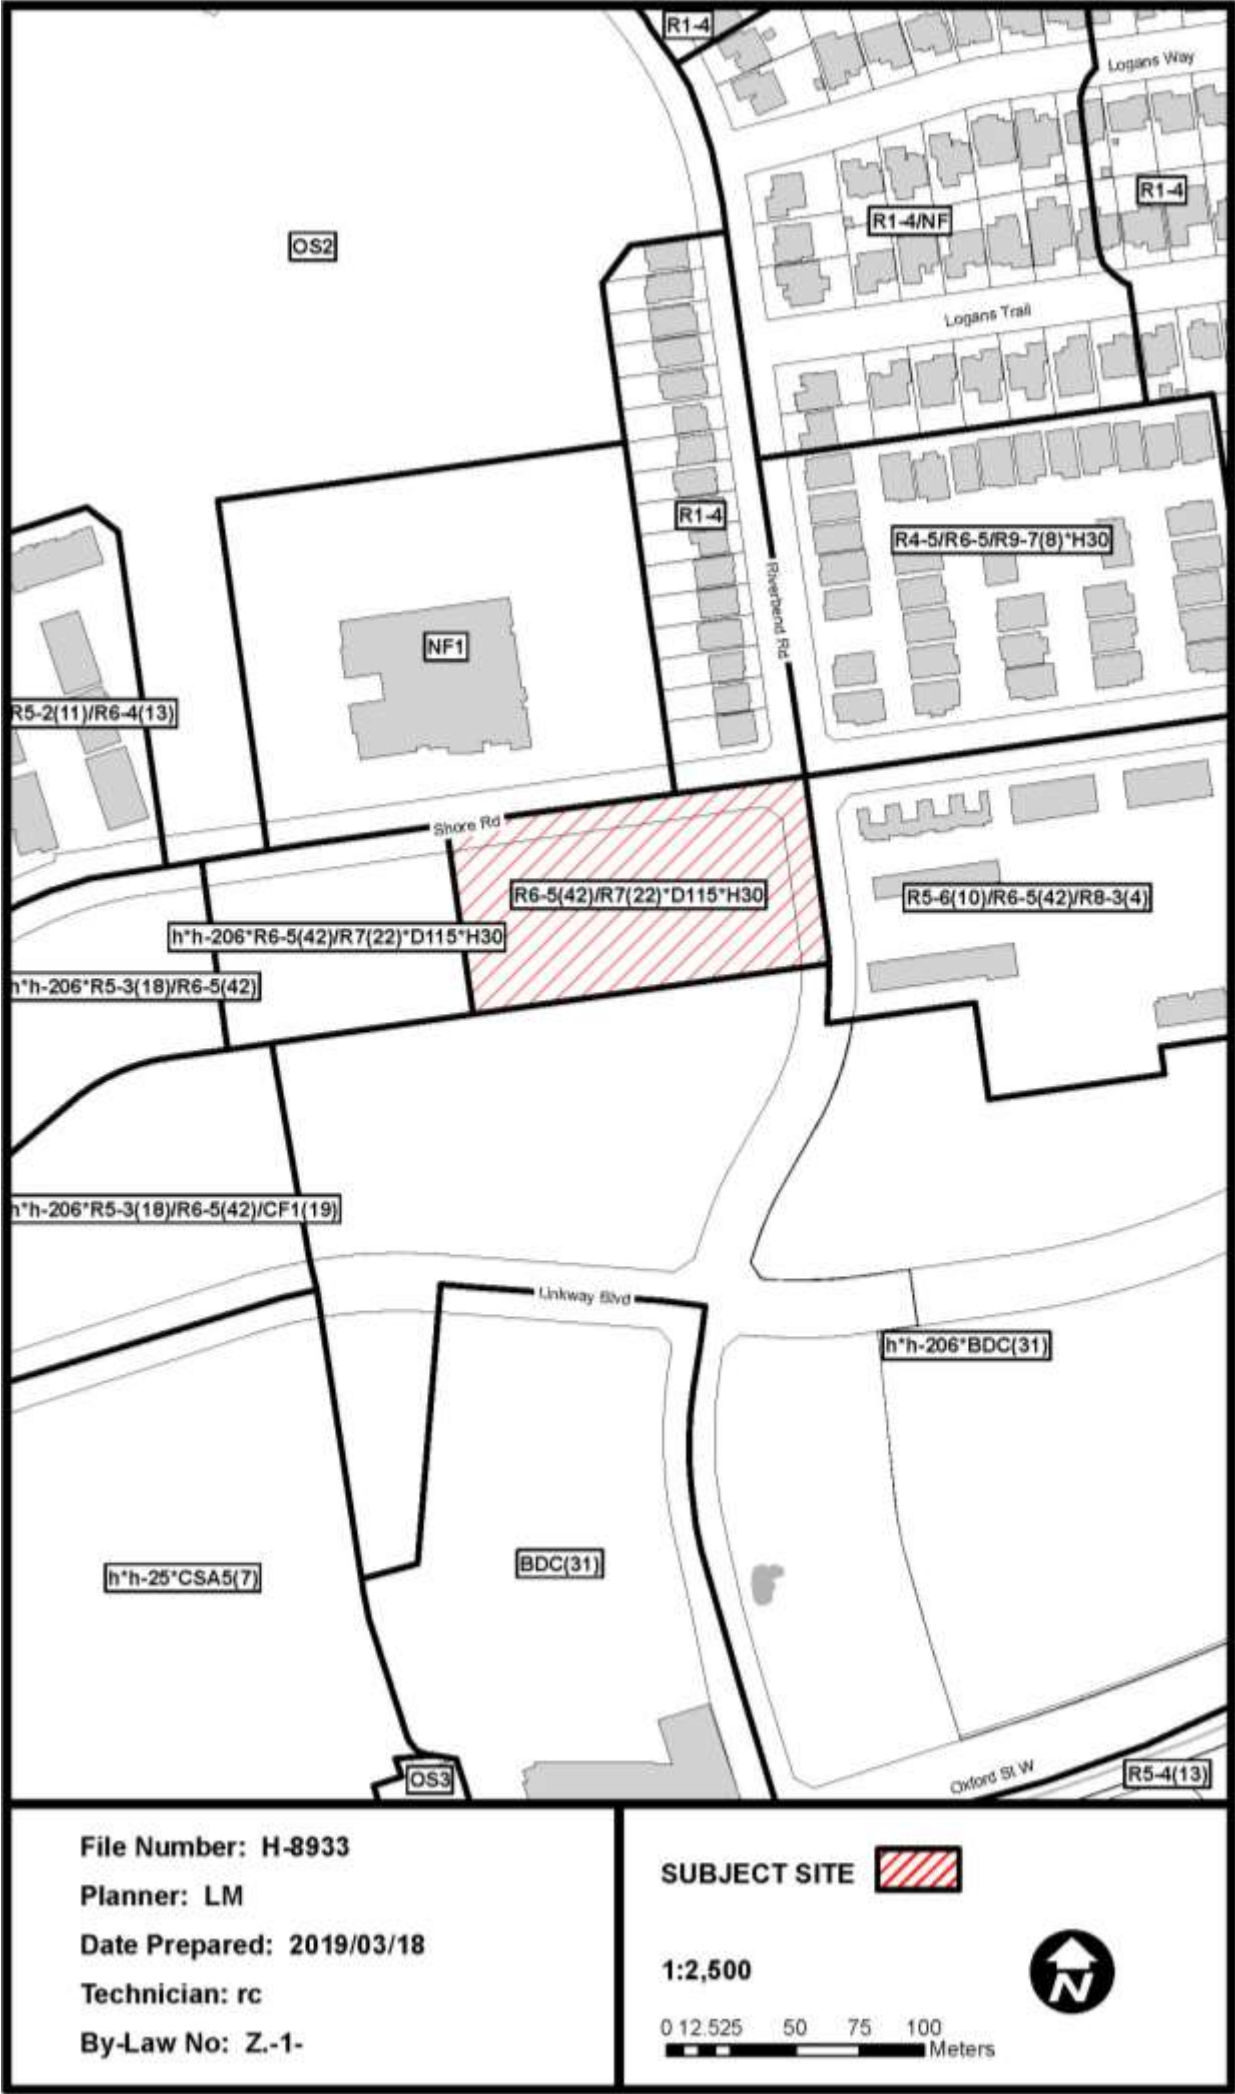 R1-4
Logans Way
R1-4
R1-4/NF
OS2
Logans Trail
R1-4
R4-5/R6-5/R9-7(8)*H30
Riverbend Rd
NF1
R5-2(11)/R6-4(13)
Shore Rd
R6-5(42)/R7(22)*D115*H30
R5-6(10)/R6-5(42)/R8-3(4)
h*h-206*R6-5(42)/R7(22)*D115*H30
h*h-206*R5-3(18)/R6-5(42)
h*h-206*R5-3(18)/R6-5(42)/CF1(19)
Linkway Blvd
h*h-206*BDC(31)
BDC(31)
h*h-25*CSA5(7)
OS3
Oxford St W
R5-4(13)
File Number: H-8933
Planner: LM
Date Prepared: 2019/03/18
Technician: rc
By-Law No: Z.-1-
SUBJECT SITE
1:2,500
N
0 12.525 50 75 100
Meters